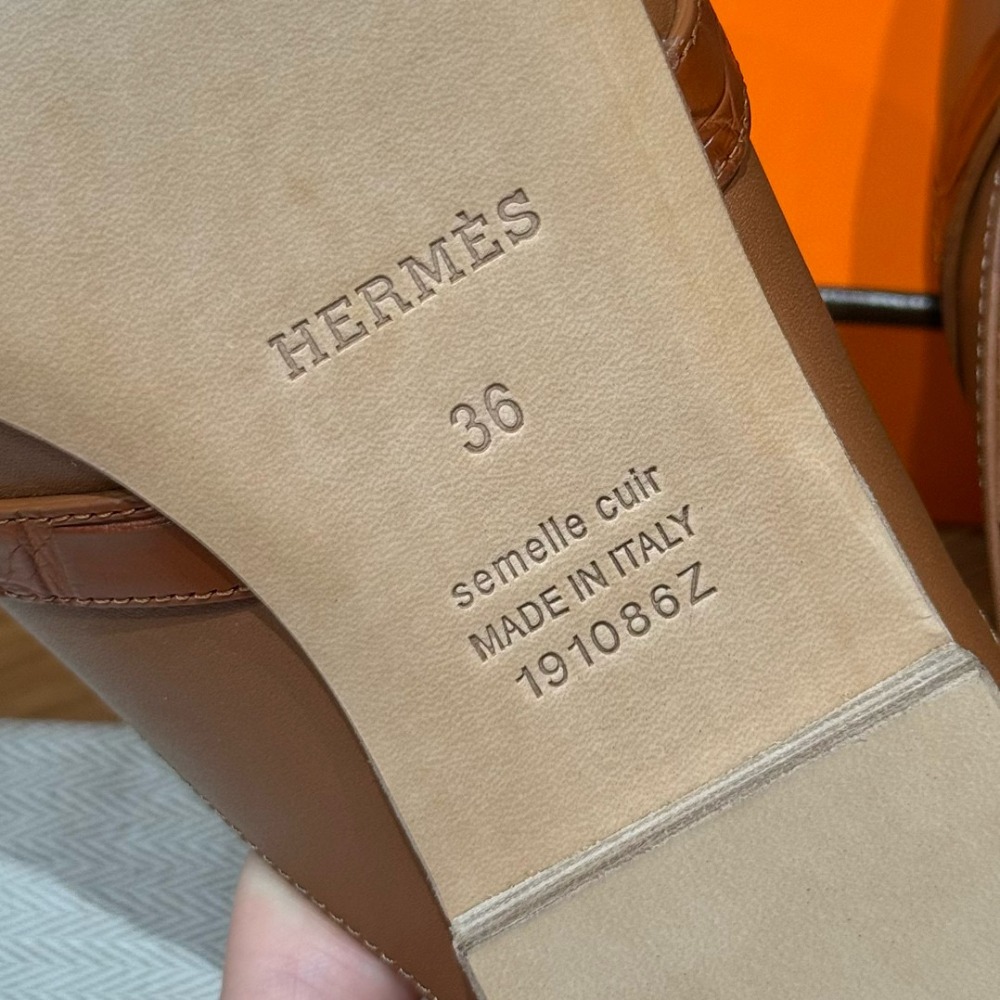 HERMÈS
36
semelle cuir
MADE IN ITALY
191086Z